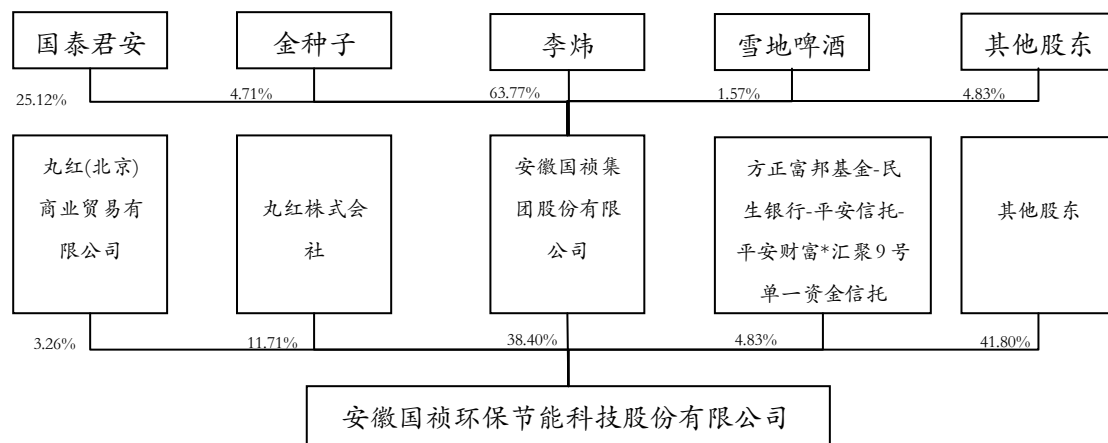 国泰君安
金种子
李炜
雪地啤酒
其他股东
25.12%
4.71%
63.77%
1.57%
4.83%
丸红(北京)
商业贸易有
限公司
丸红株式会
社
安徽国祯集
团股份有限
公司
方正富邦基金-民
生银行-平安信托-
平安财富*汇聚9号
单一资金信托
其他股东
3.26%
11.71%
38.40%
4.83%
41.80%
安徽国祯环保节能科技股份有限公司